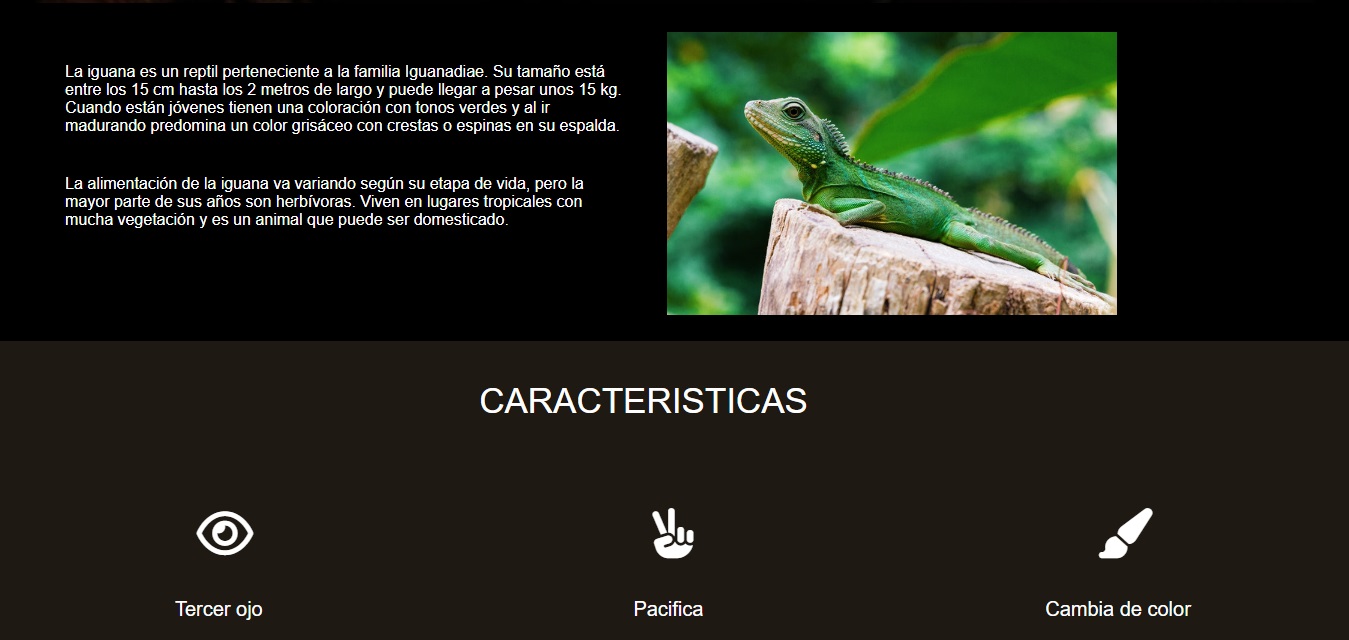 La iguana es un reptil perteneciente a la familia Iguanadiae. Su tamaño está
entre los 15 cm hasta los 2 metros de largo y puede llegar a pesar unos 15 kg.
Cuando están jóvenes tienen una coloración con tonos verdes y al ir
madurando predomina un color grisáceo con crestas o espinas en su espalda.
La alimentación de la iguana va variando según su etapa de vida, pero la
mayor parte de sus años son herbívoras. Viven en lugares tropicales con
mucha vegetación y es un animal que puede ser domesticado.
CARACTERISTICAS
Tercer ojo
Pacifica
Cambia de color